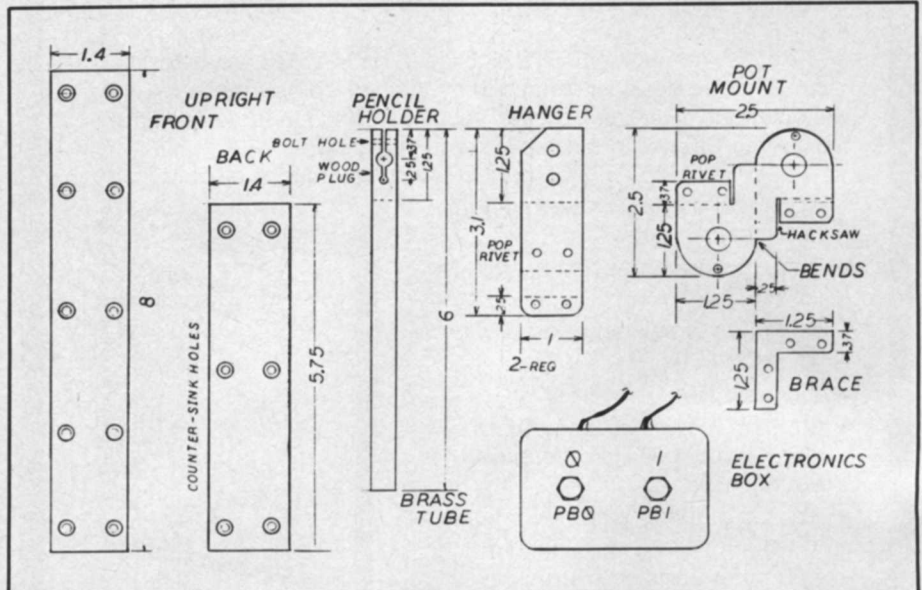 1.4
UPRIGHT
FRONT
8
BACK
1.4
COUNTER-SINK HOLES
5.75
PENCIL
HOLDER
BOLT HOLE
WOOD
PLUG
.37
.25
1.25
6
BRASS
TUBE
HANGER
1.25
3.1
POP
RIVET
.25
1
2-REQ
POT
MOUNT
2.5
POP
RIVET
.37
2.5
1.25
HACKSAW
BENDS
.25
1.25
1.25
.37
1.25
BRACE
0 1
PB0 PB1
ELECTRONICS
BOX